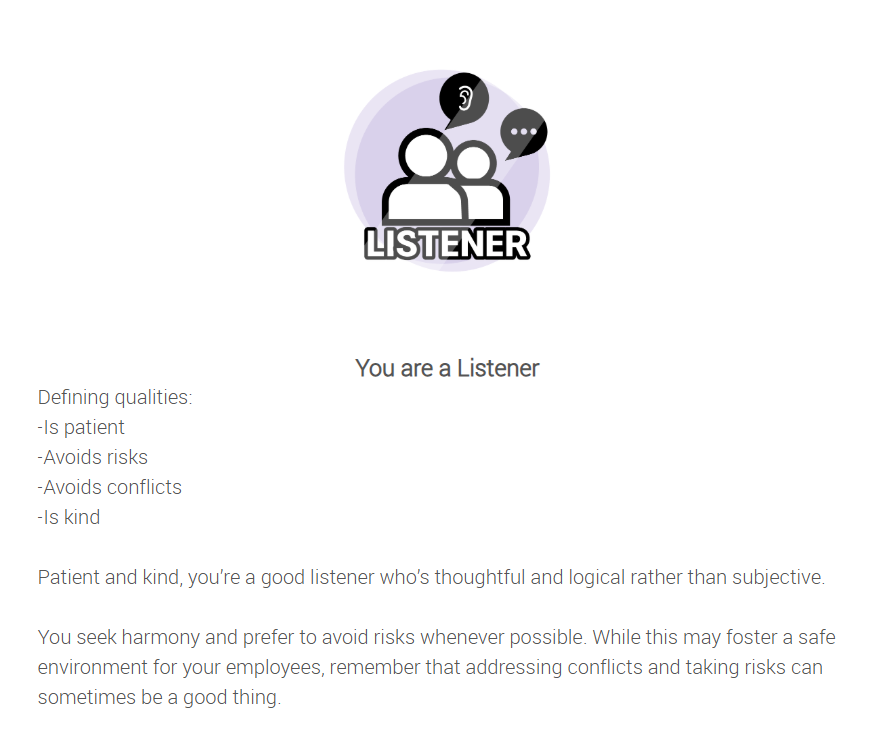 LISTENER
You are a Listener
Defining qualities:
-Is patient
-Avoids risks
-Avoids conflicts
-Is kind
Patient and kind, you’re a good listener who’s thoughtful and logical rather than subjective.
You seek harmony and prefer to avoid risks whenever possible. While this may foster a safe
environment for your employees, remember that addressing conflicts and taking risks can
sometimes be a good thing.